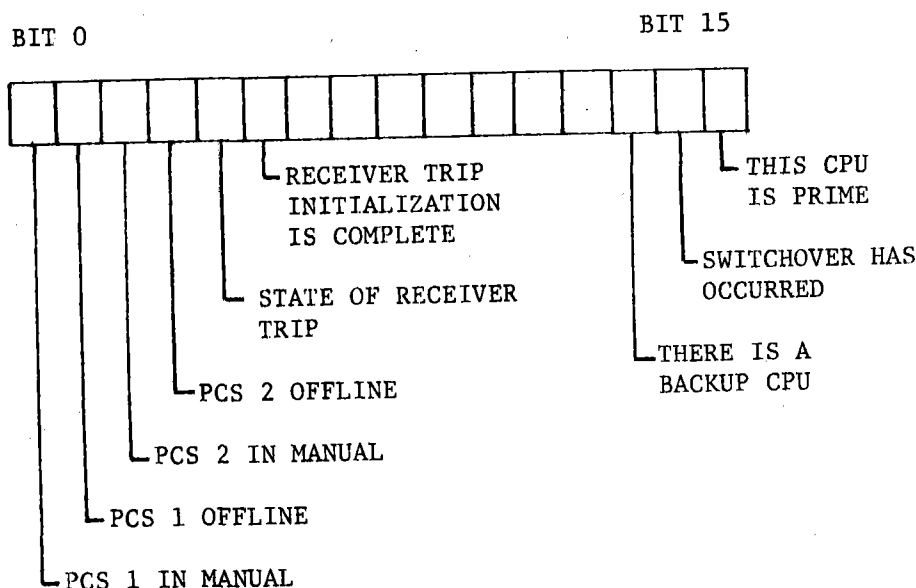 BIT 0
BIT 15
RECEIVER TRIP
INITIALIZATION
IS COMPLETE
THIS CPU
IS PRIME
STATE OF RECEIVER
TRIP
SWITCHOVER HAS
OCCURRED
PCS 2 OFFLINE
THERE IS A
BACKUP CPU
PCS 2 IN MANUAL
PCS 1 OFFLINE
PCS 1 IN MANUAL